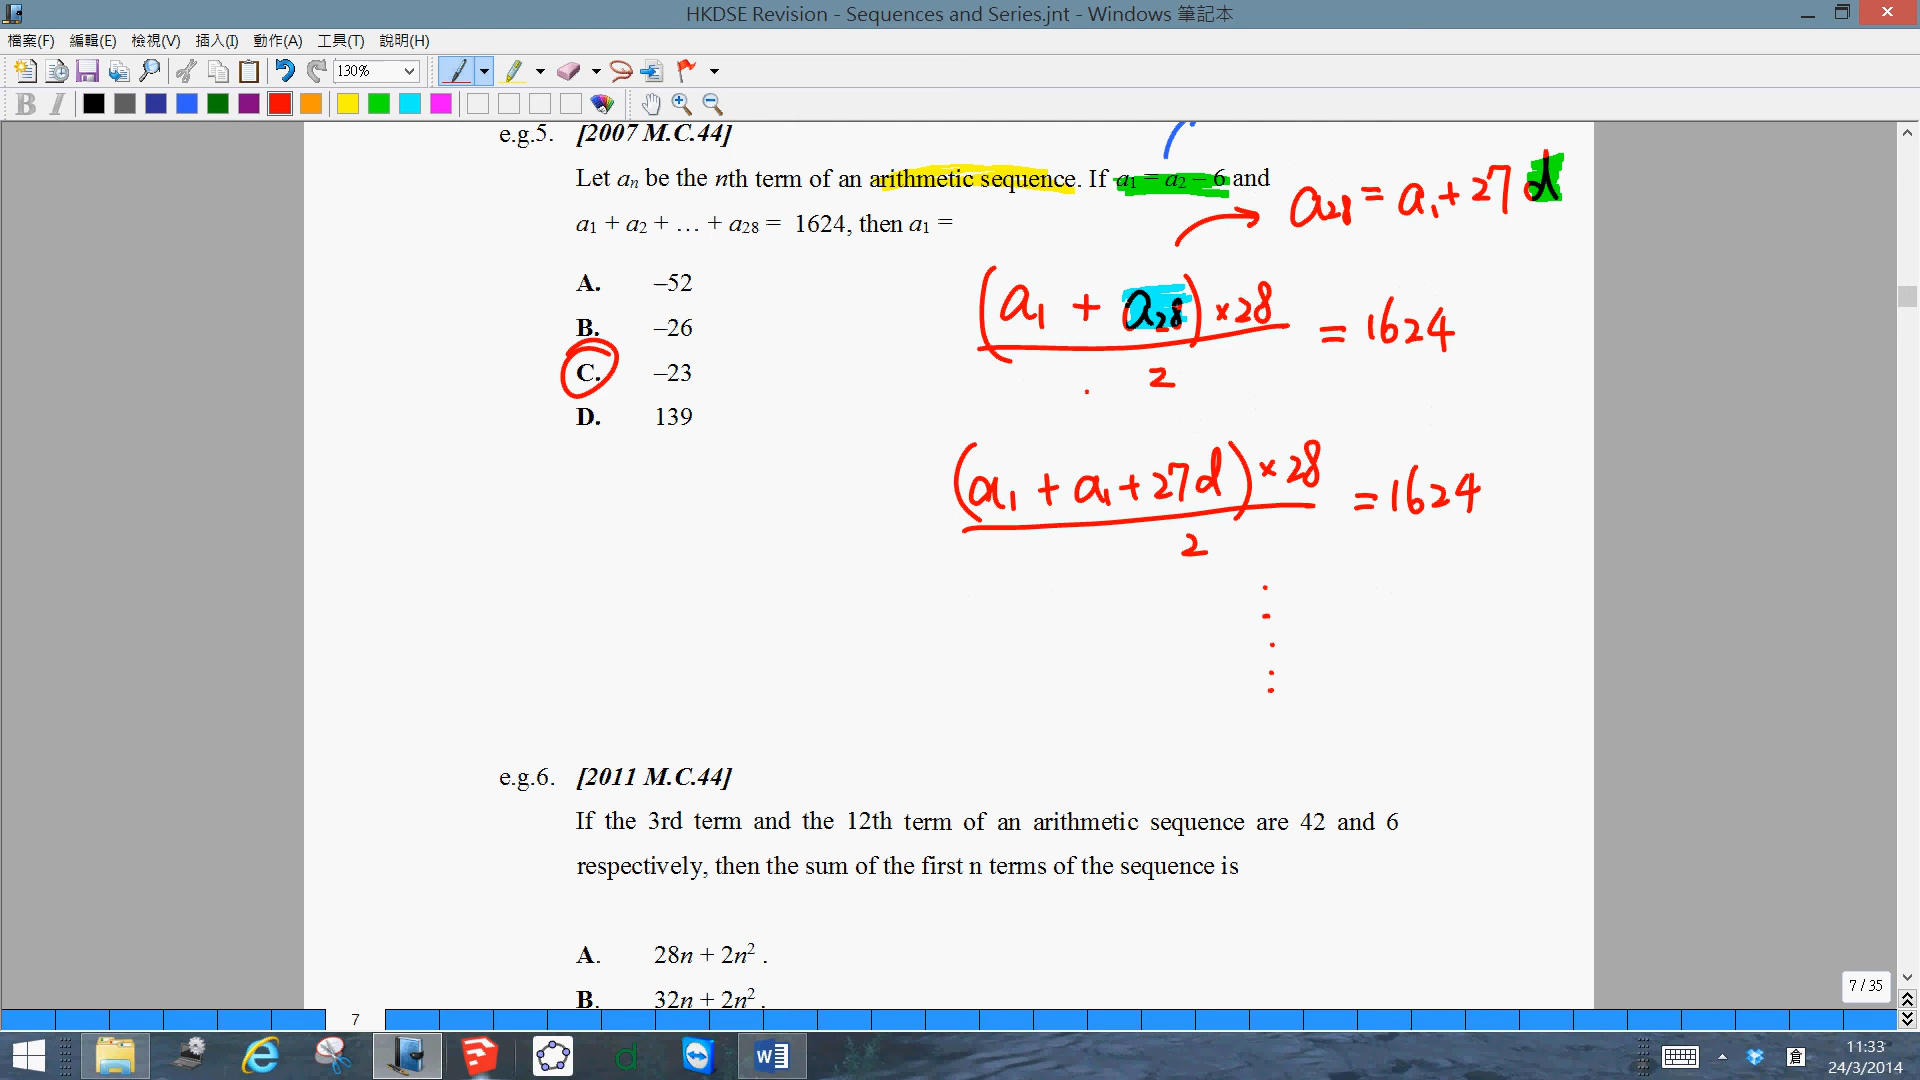 HKDSE Revision - Sequences and Series.jnt - Windows 筆記本
檔案(F) 編輯(E) 檢視(V) 插入(I) 動作(A) 工具(T) 說明(H)
130%
B I
e.g.5. [2007 M.C.44]
Let aₙ be the nth term of an arithmetic sequence. If a₁ = a₂ – 6 and
a₂₈ = a₁ + 27 d
a₁ + a₂ + … + a₂₈ = 1624, then a₁ =
A. –52
B. –26
C. –23
D. 139
(a₁ + a₂₈) × 28 = 1624
2
(a₁ + a₁ + 27d) × 28 = 1624
2
e.g.6. [2011 M.C.44]
If the 3rd term and the 12th term of an arithmetic sequence are 42 and 6
respectively, then the sum of the first n terms of the sequence is
A. 28n + 2n² .
B. 32n + 2n² .
7 / 35
7
d
W
倉
11:33
24/3/2014